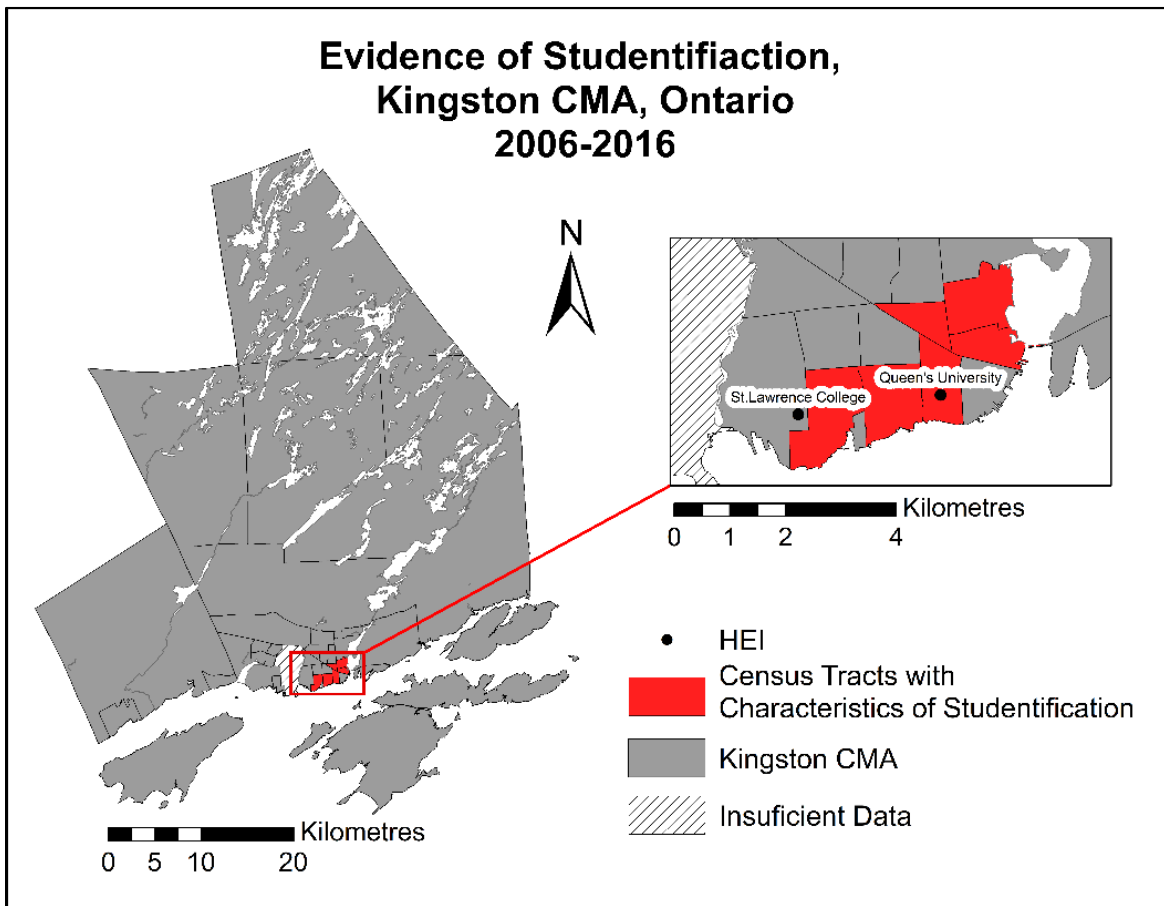 Evidence of Studentifiaction,
Kingston CMA, Ontario
2006-2016
N
St.Lawrence College
Queen's University
Kilometres
0 1 2 4
HEI
Census Tracts with
Characteristics of Studentification
Kingston CMA
Insuficient Data
Kilometres
0 5 10 20